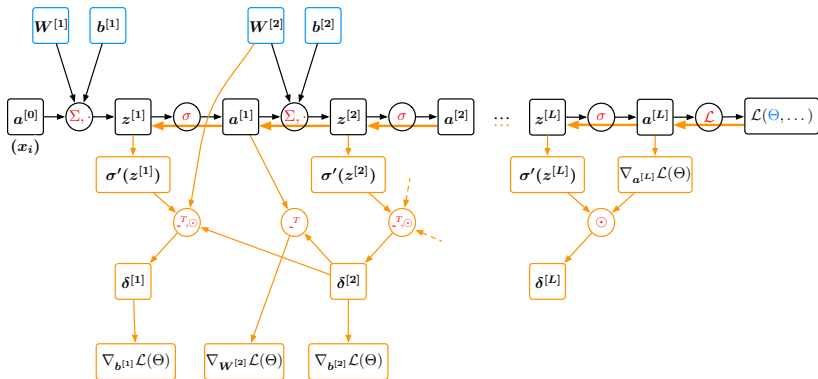 W^[1] b^[1] W^[2] b^[2]
a^[0] Σ, · z^[1] σ a^[1] Σ, · z^[2] σ a^[2] ... z^[L] σ a^[L] ℒ ℒ(Θ, …)
(x_i)
σ′(z^[1]) σ′(z^[2]) σ′(z^[L]) ∇_{a^[L]}ℒ(Θ)
-^T,⊙ -^T -^T,⊙ ⊙
δ^[1] δ^[2] δ^[L]
∇_{b^[1]}ℒ(Θ) ∇_{W^[2]}ℒ(Θ) ∇_{b^[2]}ℒ(Θ)